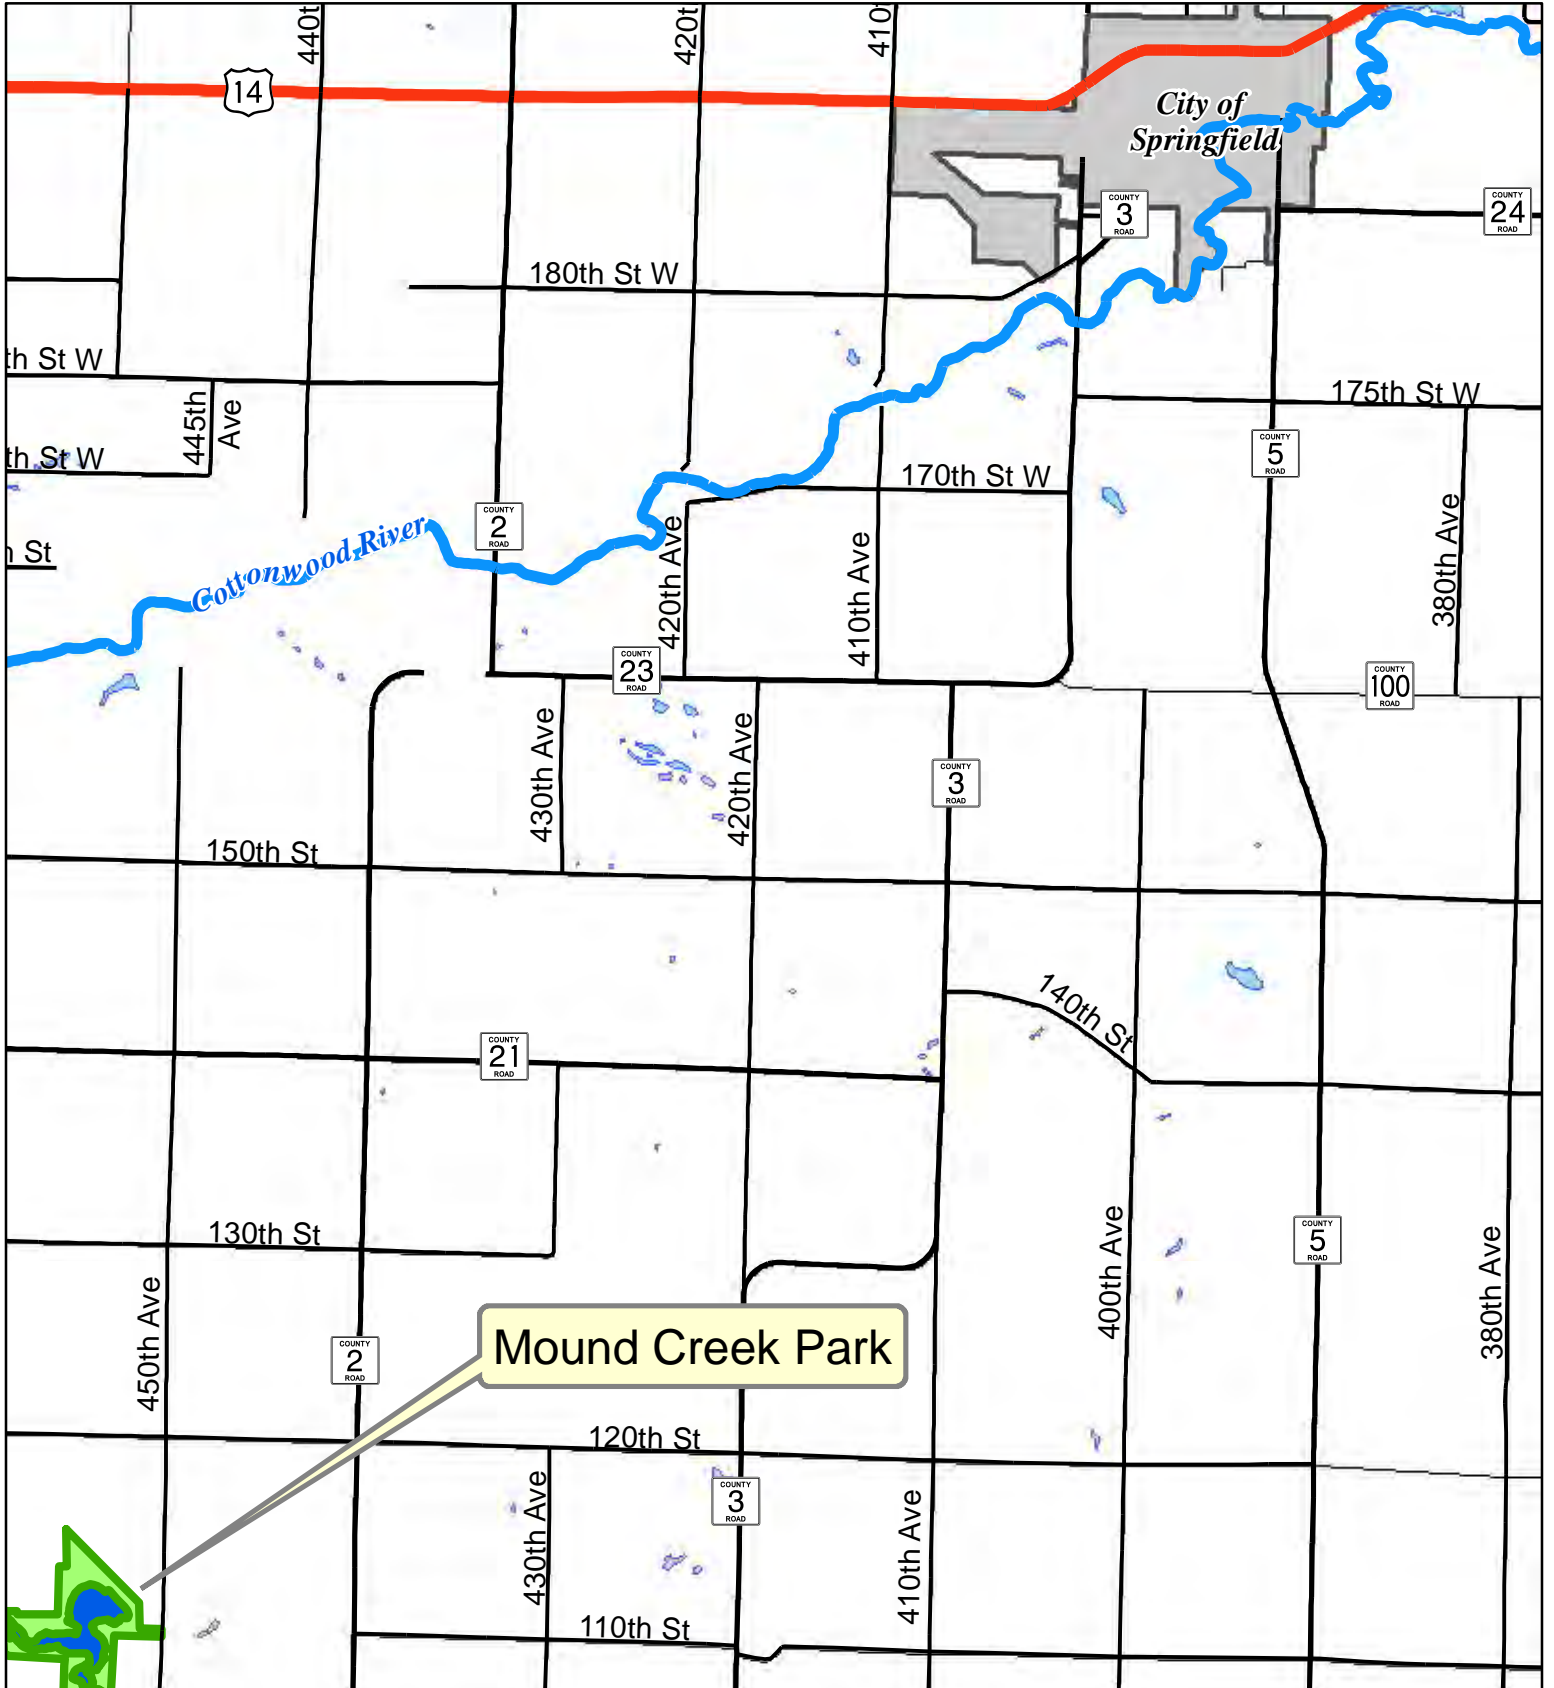 440t
420t
410
14
City of
Springfield
COUNTY
3
ROAD
COUNTY
24
ROAD
180th St W
th St W
175th St W
445th
Ave
COUNTY
5
ROAD
th St W
170th St W
COUNTY
2
ROAD
380th Ave
Cottonwood River
420th Ave
410th Ave
h St
COUNTY
23
ROAD
COUNTY
100
ROAD
430th Ave
420th Ave
COUNTY
3
ROAD
150th St
140th St
COUNTY
21
ROAD
130th St
400th Ave
COUNTY
5
ROAD
380th Ave
450th Ave
COUNTY
2
ROAD
Mound Creek Park
120th St
430th Ave
COUNTY
3
ROAD
410th Ave
110th St